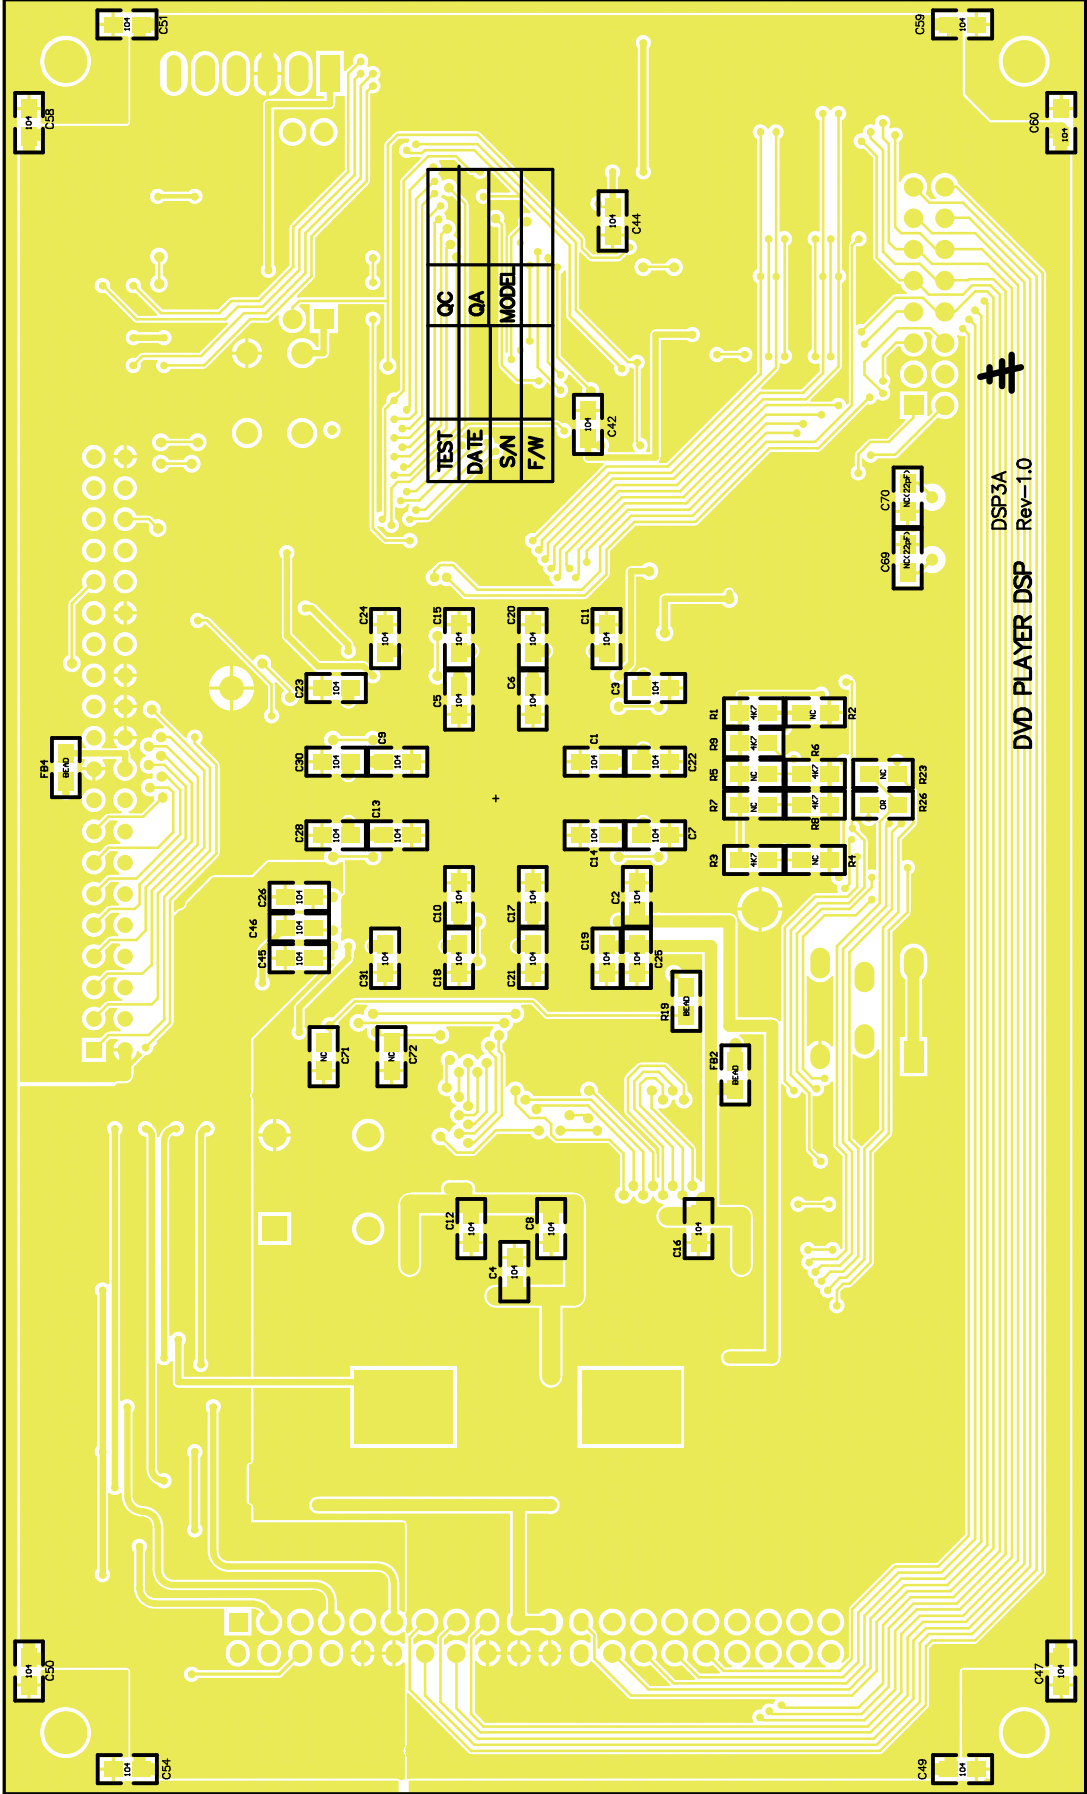 104
C51
104
C59
104
C58
C60
104
104
C44
QC
QA
MODEL
TEST
DATE
S/N
F/W
104
C42
C70
NC(22pF)
C69
NC(22pF)
DSP3A
DVD PLAYER DSP Rev-1.0
C24
104
C15
104
C20
104
C11
104
C23
104
C5
104
C6
104
C3
104
R1
4K7
NC
R2
FB4
BEAD
C30
104
C9
104
C1
104
104
C22
R9
4K7
R6
R5
NC
4K7
NC
R23
R7
NC
4K7
R8
0R
R26
C28
104
C13
104
104
C14
104
C7
R3
4K7
NC
R4
C26
104
C46
104
C45
104
C10
104
C17
104
C2
104
C31
104
C18
104
C21
104
C19
104
104
C25
R19
BEAD
NC
C71
NC
C72
FB2
BEAD
C12
104
C8
104
C4
104
C16
104
104
C50
C47
104
104
C54
C49
104